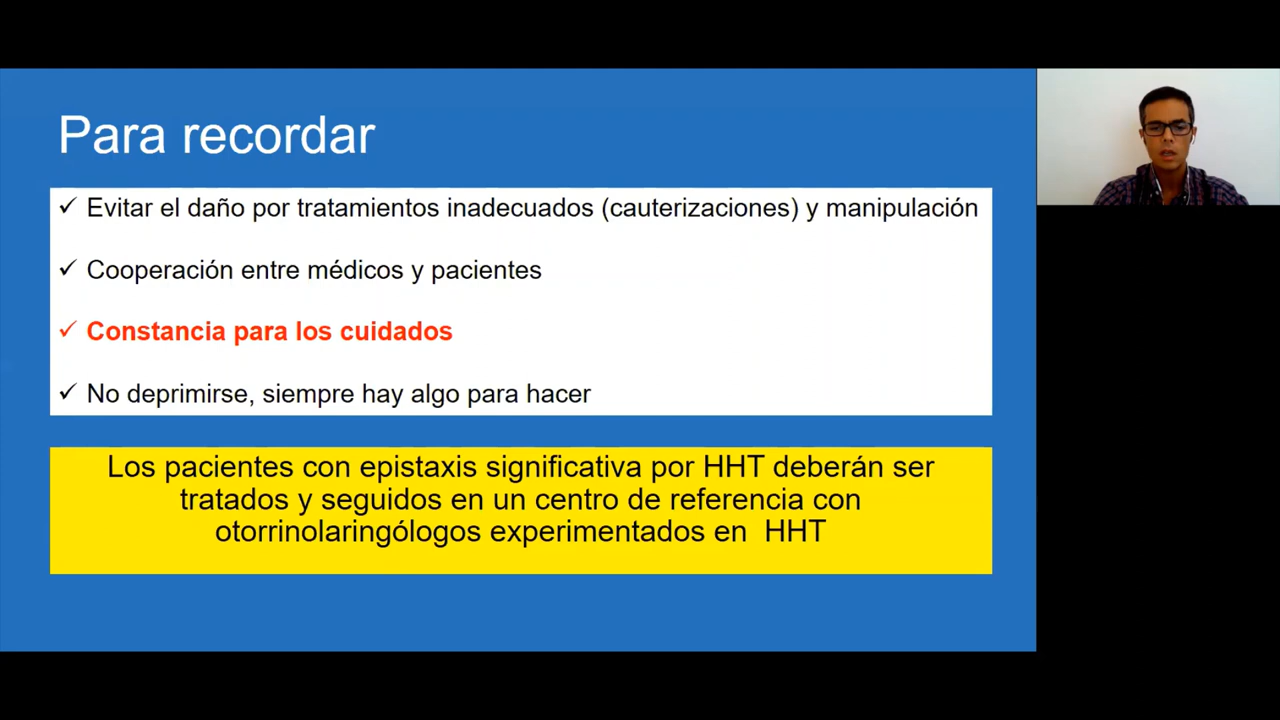 Para recordar
✓ Evitar el daño por tratamientos inadecuados (cauterizaciones) y manipulación
✓ Cooperación entre médicos y pacientes
✓ Constancia para los cuidados
✓ No deprimirse, siempre hay algo para hacer
Los pacientes con epistaxis significativa por HHT deberán ser
tratados y seguidos en un centro de referencia con
otorrinolaringólogos experimentados en HHT